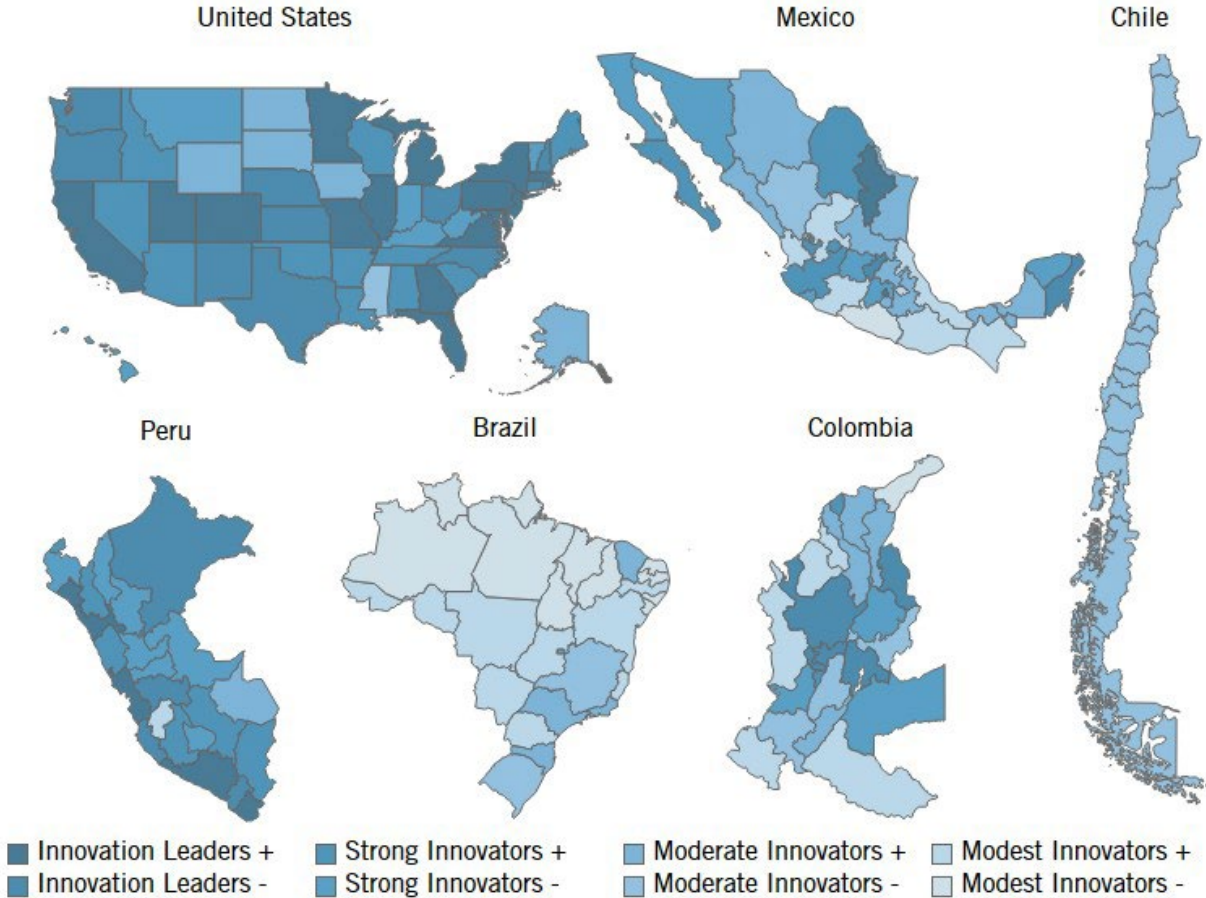 United States
Mexico
Chile
Peru
Brazil
Colombia
Innovation Leaders +
Strong Innovators +
Moderate Innovators +
Modest Innovators +
Innovation Leaders -
Strong Innovators -
Moderate Innovators -
Modest Innovators -